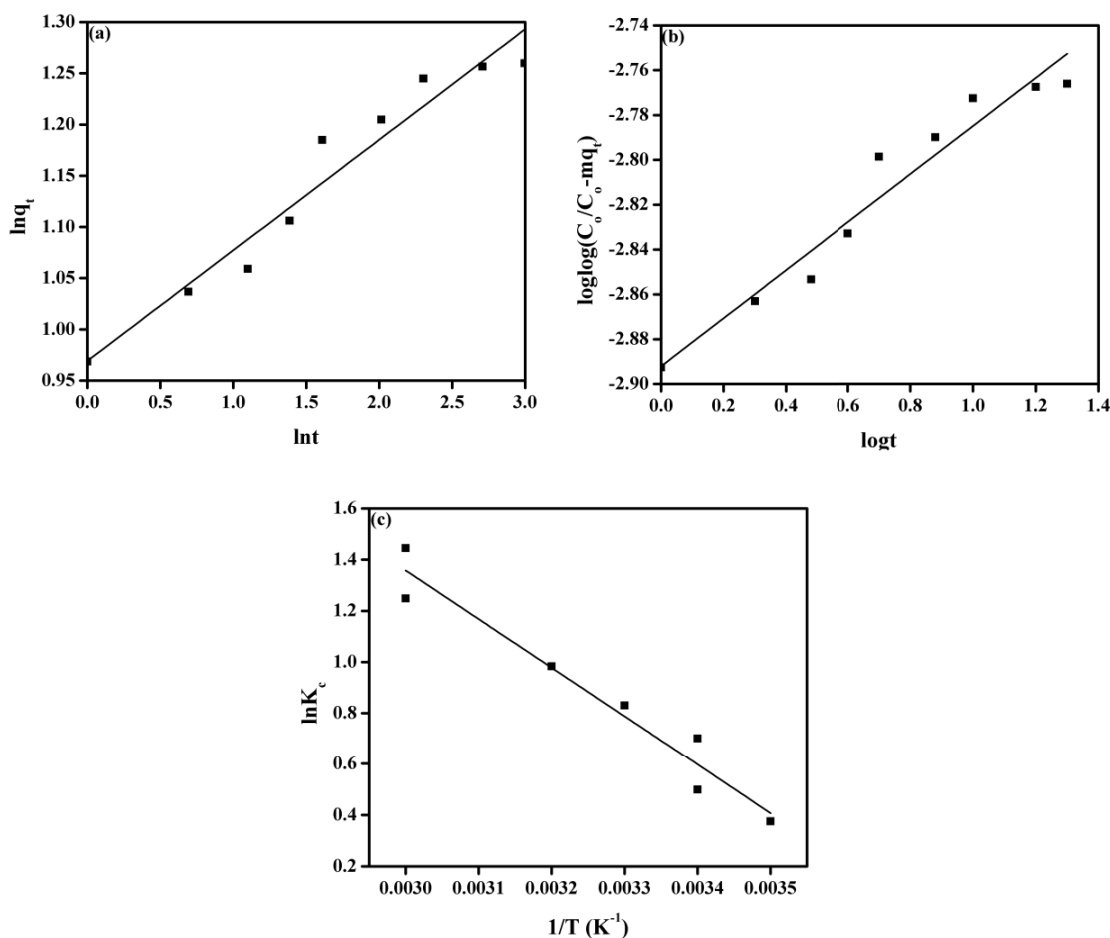 (a)
1.30
1.25
1.20
1.15
1.10
1.05
1.00
0.95
lnqₜ
0.0 0.5 1.0 1.5 2.0 2.5 3.0
lnt
(b)
-2.74
-2.76
-2.78
-2.80
-2.82
-2.84
-2.86
-2.88
-2.90
loglog(Cₒ/Cₒ-mqₜ)
0.0 0.2 0.4 0.6 0.8 1.0 1.2 1.4
logt
(c)
1.6
1.4
1.2
1.0
0.8
0.6
0.4
0.2
lnK_c
0.0030 0.0031 0.0032 0.0033 0.0034 0.0035
1/T (K⁻¹)